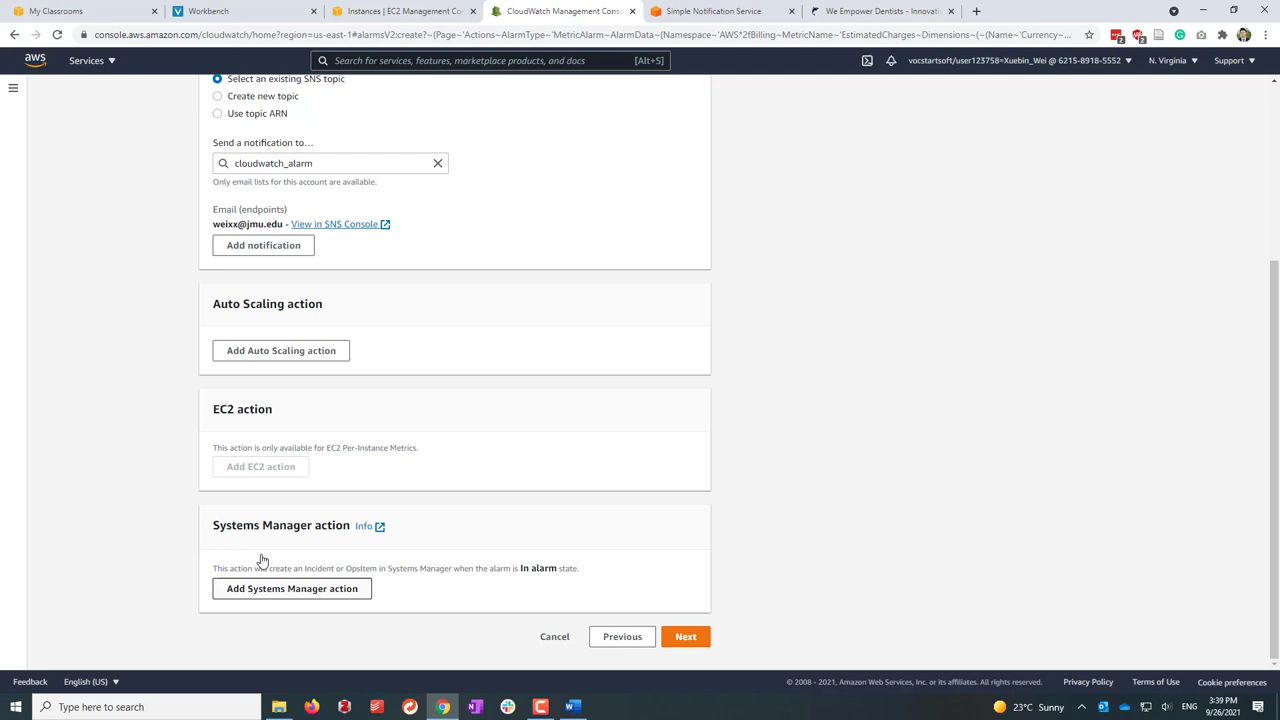 My Classrooms
Workbench
Instances | EC2 Management Con
CloudWatch Management Conso
Simple Notification Service
We Empower Dentists - Innovati
console.aws.amazon.com/cloudwatch/home?region=us-east-1#alarmsV2:create?~(Page~'Actions~AlarmType~'MetricAlarm~AlarmData~(Namespace~'AWS*2fBilling~MetricName~'EstimatedCharges~Dimensions~(~(Name~'Currency~...
2
2
aws
Services
Search for services, features, marketplace products, and docs
[Alt+S]
vocstartsoft/user123758=Xuebin_Wei @ 6215-8918-5552
N. Virginia
Support
Select an existing SNS topic
Create new topic
Use topic ARN
Send a notification to…
cloudwatch_alarm
Only email lists for this account are available.
Email (endpoints)
weixx@jmu.edu - View in SNS Console
Add notification
Auto Scaling action
Add Auto Scaling action
EC2 action
This action is only available for EC2 Per-Instance Metrics.
Add EC2 action
Systems Manager action Info
This action will create an Incident or OpsItem in Systems Manager when the alarm is In alarm state.
Add Systems Manager action
Cancel
Previous
Next
Feedback
English (US)
© 2008 - 2021, Amazon Web Services, Inc. or its affiliates. All rights reserved.
Privacy Policy
Terms of Use
Cookie preferences
Type here to search
23°C Sunny
3:39 PM
9/26/2021